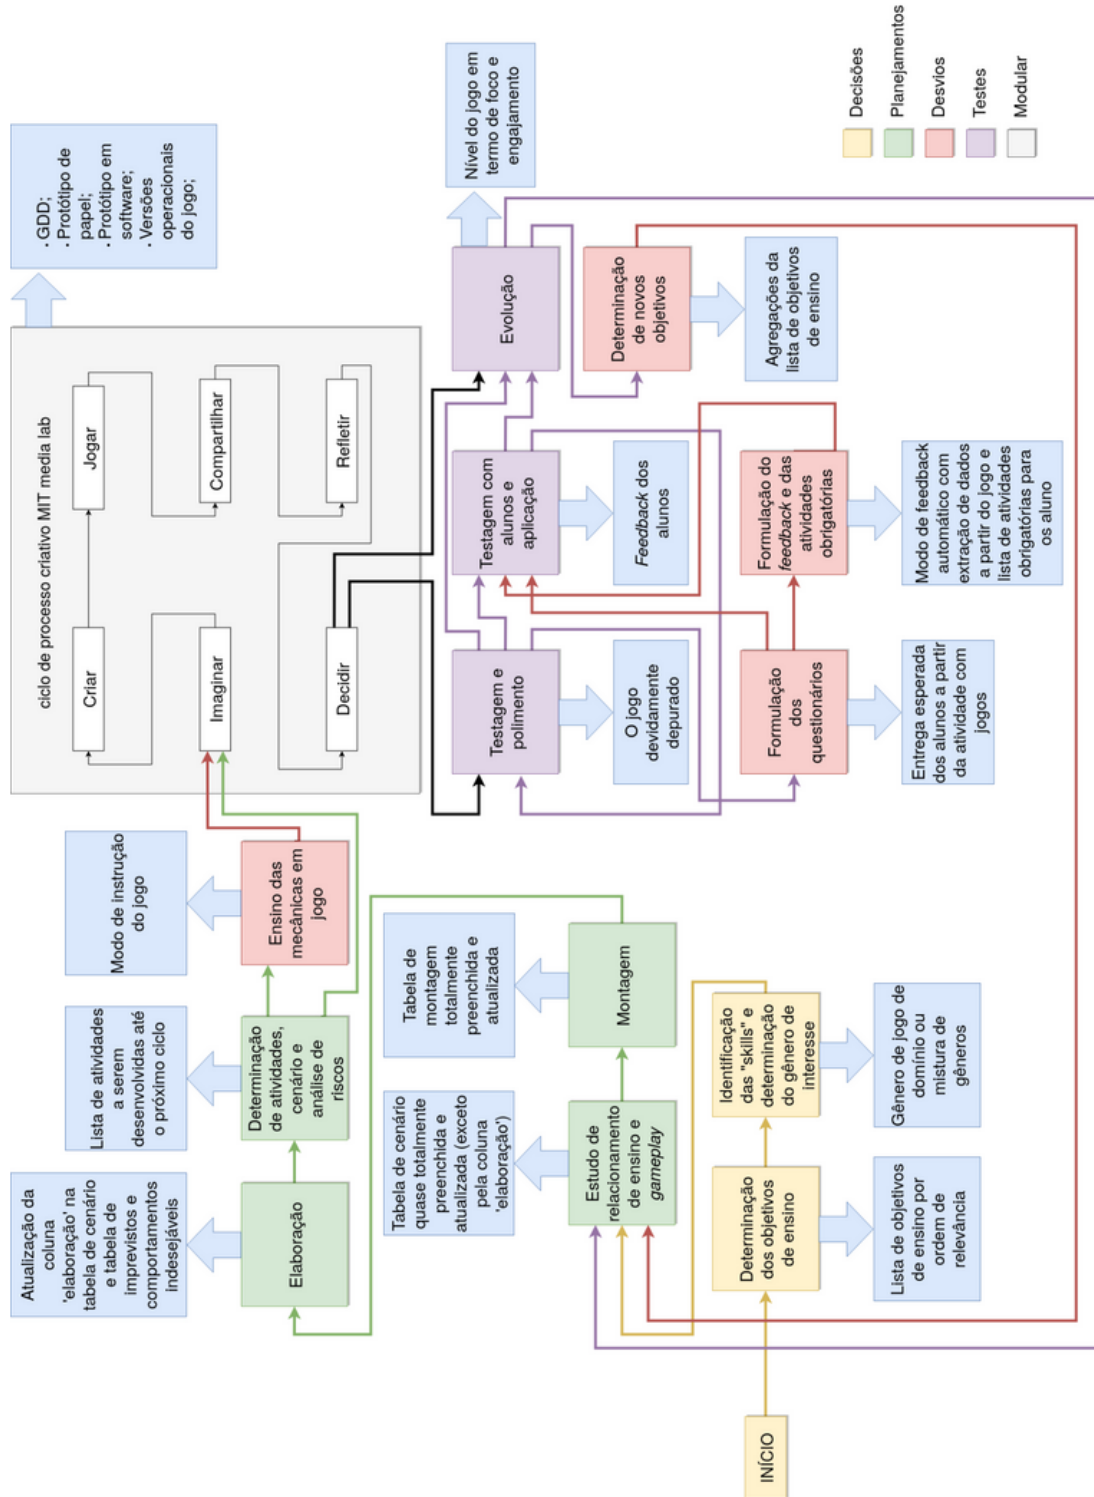 . GDD;
. Protótipo de
papel;
. Protótipo em
software;
. Versões
operacionais
do jogo;
ciclo de processo criativo MIT media lab
Criar
Jogar
Imaginar
Compartilhar
Decidir
Refletir
Atualização da
coluna
'elaboração' na
tabela de cenário
e tabela de
imprevistos e
comportamentos
indesejáveis
Lista de atividades
a serem
desenvolvidas até
o próximo ciclo
Modo de instrução
do jogo
Elaboração
Determinação
de atividades,
cenário e
análise de
riscos
Ensino das
mecânicas em
jogo
Tabela de cenário
quase totalmente
preenchida e
atualizada (exceto
pela coluna
'elaboração')
Tabela de
montagem
totalmente
preenchida e
atualizada
Estudo de
relacionamento
de ensino e
gameplay
Montagem
Testagem e
polimento
Testagem com
alunos e
aplicação
Evolução
Nível do jogo em
termo de foco e
engajamento
O jogo
devidamente
depurado
Feedback dos
alunos
Determinação
de novos
objetivos
Agregações da
lista de objetivos
de ensino
INÍCIO
Determinação
dos objetivos
de ensino
Identificação
das "skills" e
determinação
do gênero de
interesse
Formulação
dos
questionários
Formulação do
feedback e das
atividades
obrigatórias
Lista de objetivos
de ensino por
ordem de
relevância
Gênero de jogo de
domínio ou
mistura de
gêneros
Entrega esperada
dos alunos a partir
da atividade com
jogos
Modo de feedback
automático com
extração de dados
a partir do jogo e
lista de atividades
obrigatórias para
os aluno
Decisões
Planejamentos
Desvios
Testes
Modular